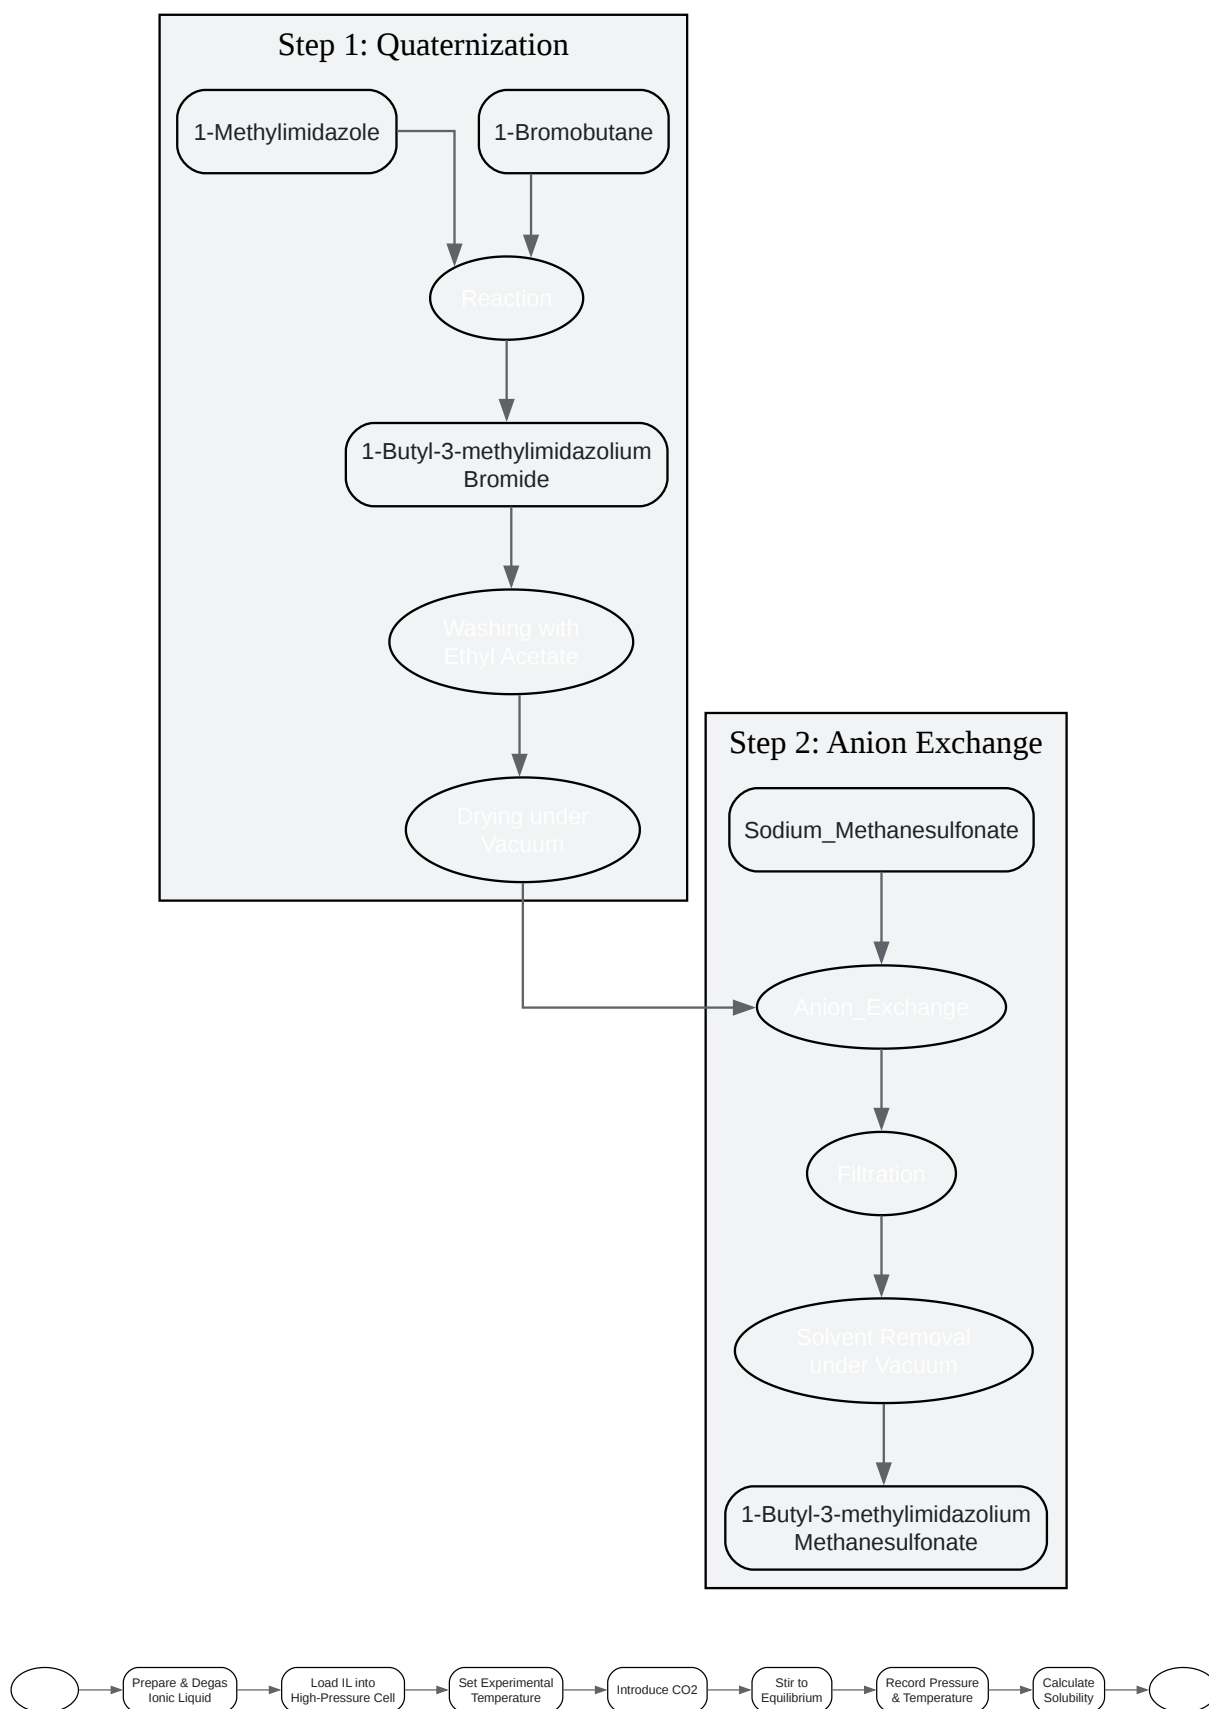 Step 1: Quaternization
1-Methylimidazole
1-Bromobutane
Reaction
1-Butyl-3-methylimidazolium
Bromide
Washing with
Ethyl Acetate
Drying under
Vacuum
Step 2: Anion Exchange
Sodium_Methanesulfonate
Anion_Exchange
Filtration
Solvent Removal
under Vacuum
1-Butyl-3-methylimidazolium
Methanesulfonate
Prepare & Degas
Ionic Liquid
Load IL into
High-Pressure Cell
Set Experimental
Temperature
Introduce CO2
Stir to
Equilibrium
Record Pressure
& Temperature
Calculate
Solubility